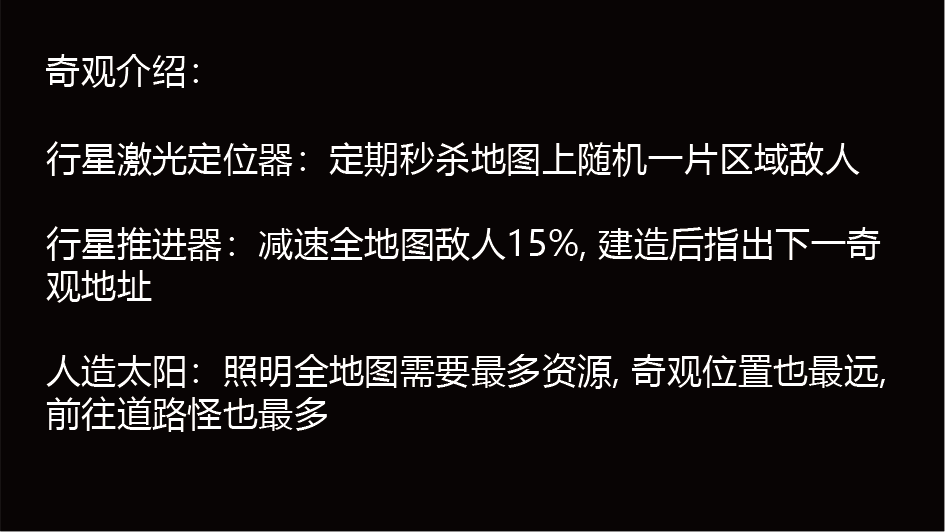 奇观介绍：
行星激光定位器：定期秒杀地图上随机一片区域敌人
行星推进器：减速全地图敌人15%, 建造后指出下一奇
观地址
人造太阳：照明全地图需要最多资源, 奇观位置也最远,
前往道路怪也最多